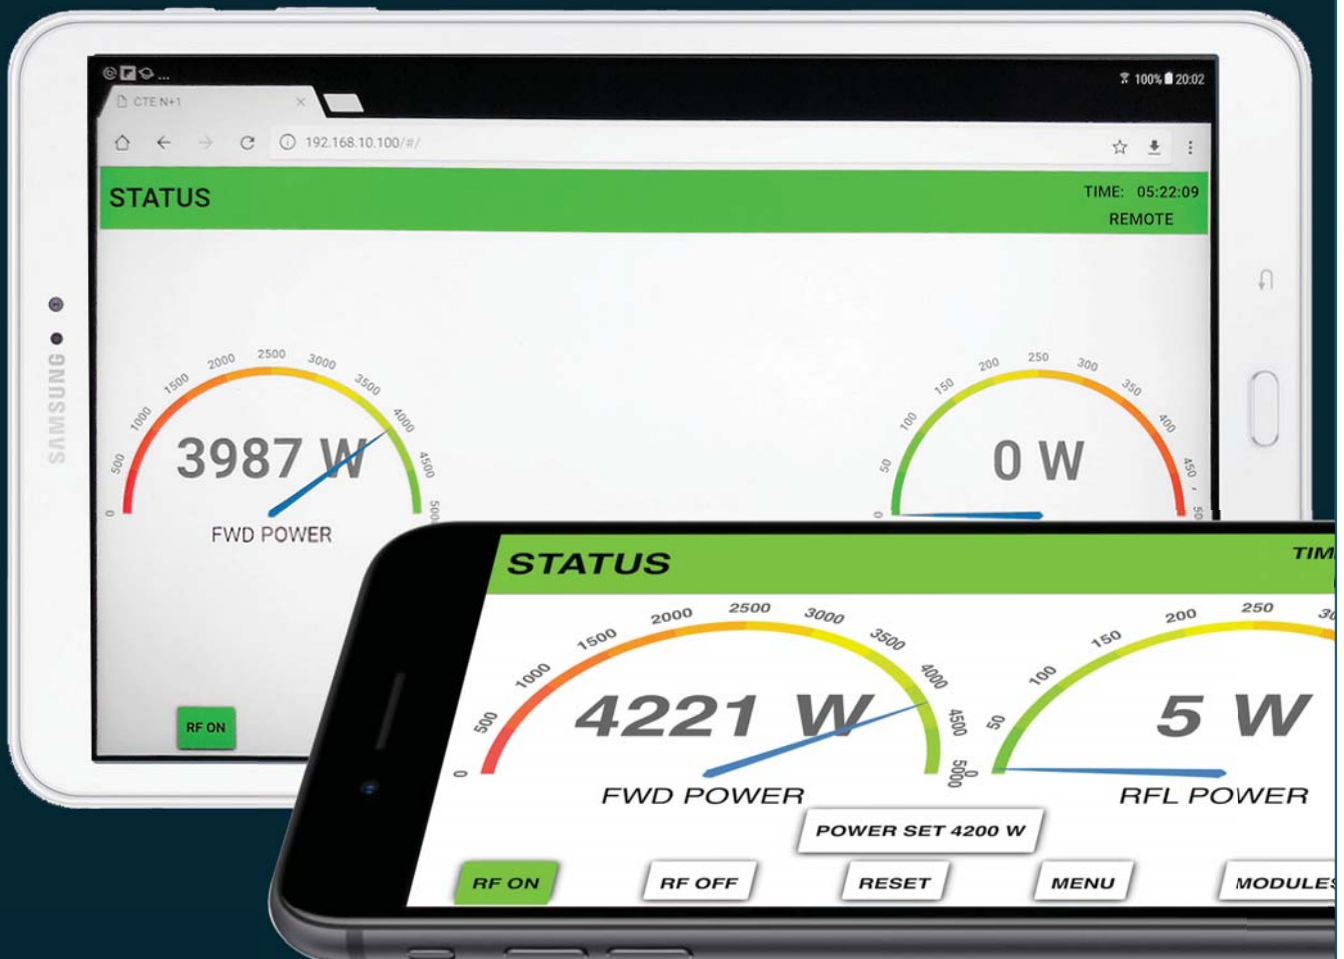 SAMSUNG
... 100% 20:02
CTE N+1 ×
192.168.10.100/#/
STATUS
TIME: 05:22:09
REMOTE
0 500 1000 1500 2000 2500 3000 3500 4000 4500
3987 W
FWD POWER
0 50 100 150 200 250 300 350 400 450
0 W
RF ON
STATUS
0 500 1000 1500 2000 2500 3000 3500 4000 4500 5000
4221 W
FWD POWER
0 50 100 150 200 250
5 W
RFL POWER
POWER SET 4200 W
RF ON RF OFF RESET MENU MODULES